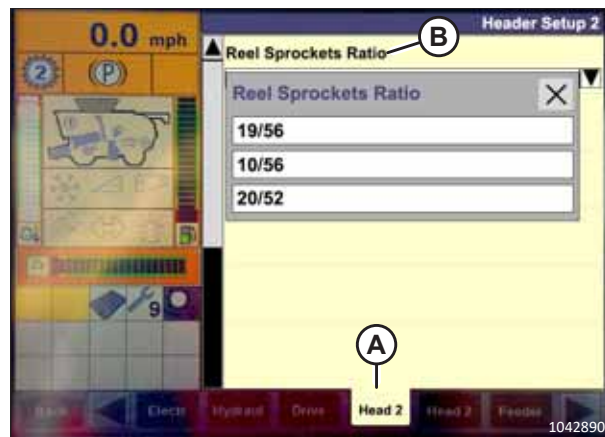 Header Setup 2
0.0 mph
B
Reel Sprockets Ratio
2
P
Reel Sprockets Ratio
19/56
10/56
20/52
9
A
Back
Electr
Hydraul
Drive
Head 2
Head 2
Feeder
1042890